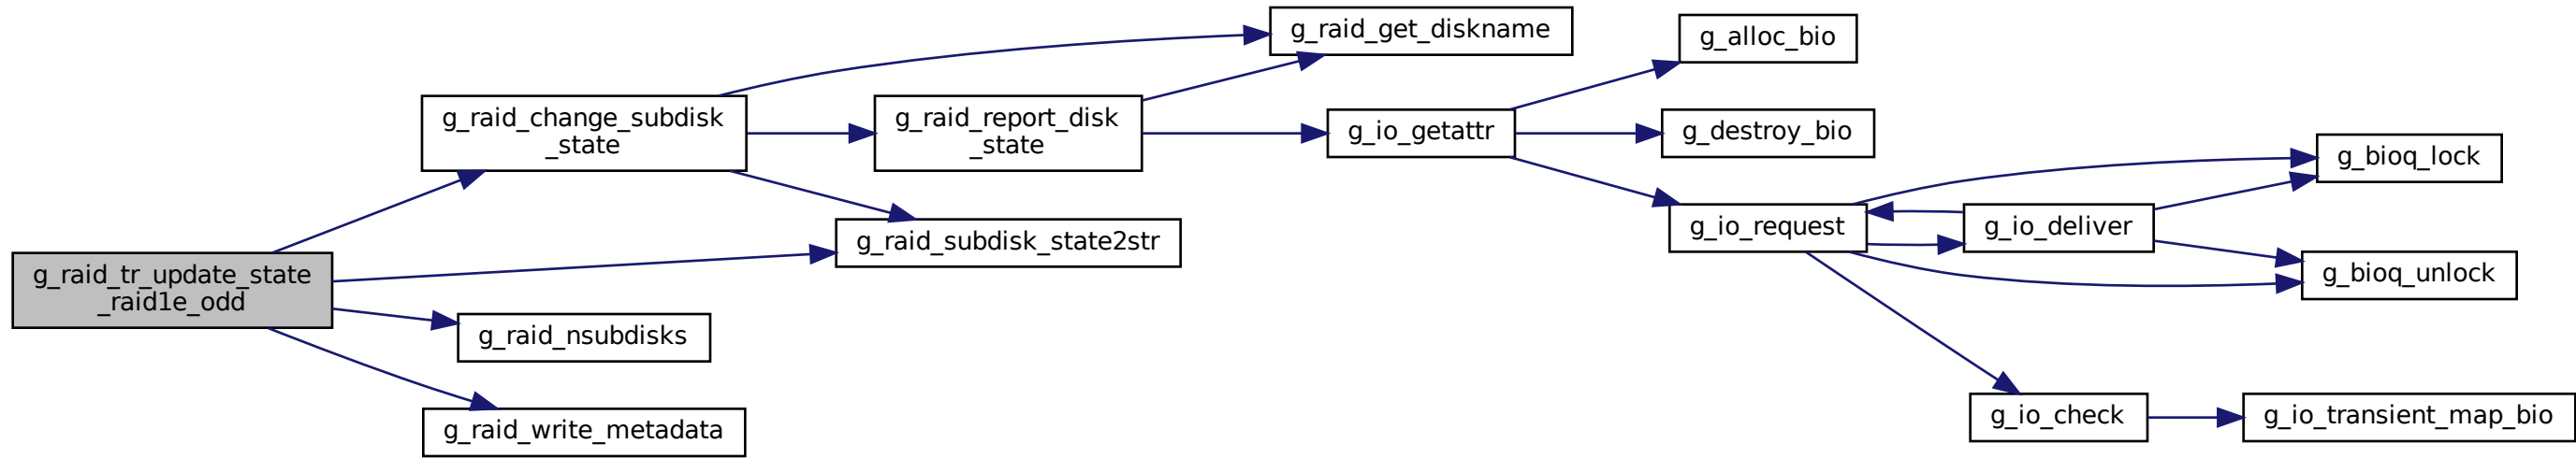 g_raid_tr_update_state
_raid1e_odd
g_raid_change_subdisk
_state
g_raid_subdisk_state2str
g_raid_nsubdisks
g_raid_write_metadata
g_raid_get_diskname
g_raid_report_disk
_state
g_io_getattr
g_alloc_bio
g_destroy_bio
g_io_request
g_io_deliver
g_bioq_lock
g_bioq_unlock
g_io_check
g_io_transient_map_bio